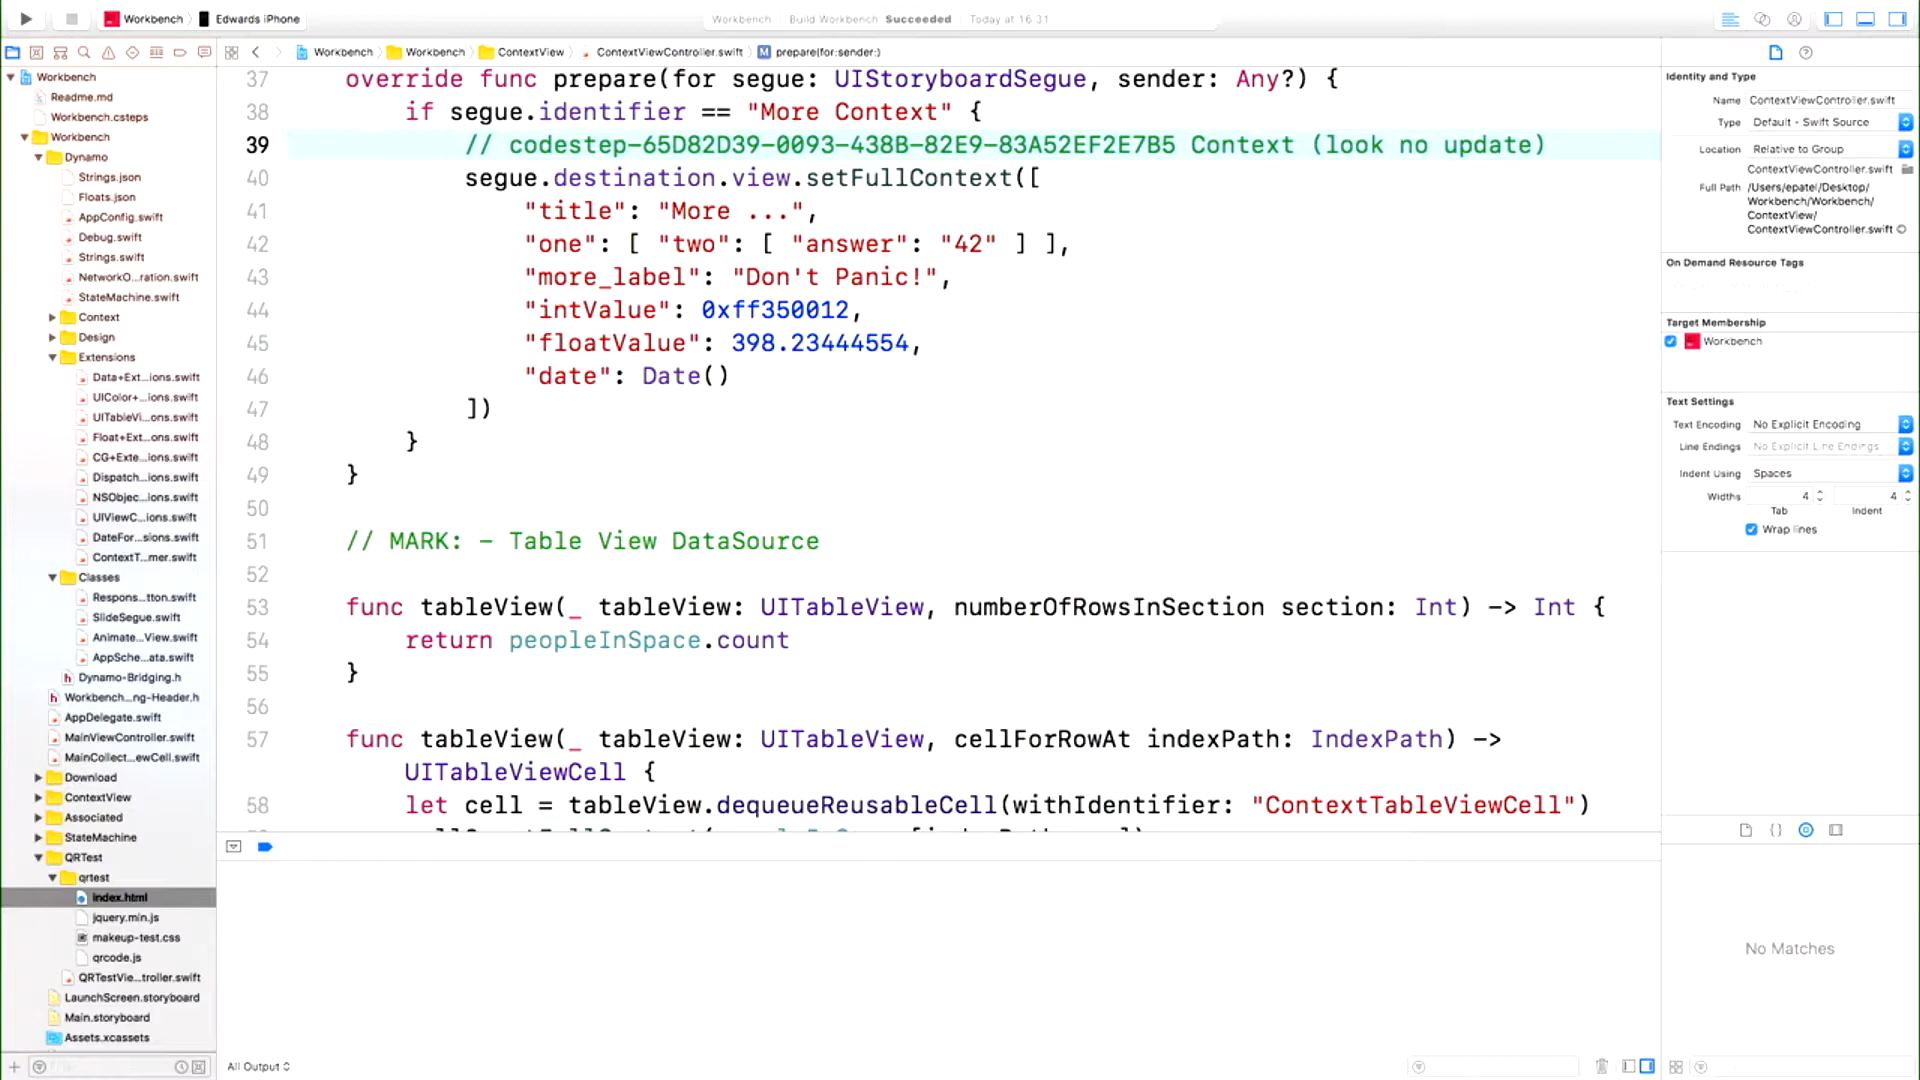 Workbench
Edwards iPhone
Workbench
Build Workbench Succeeded
Today at 16:31
Workbench
Workbench
ContextView
ContextViewController.swift
M prepare(for:sender:)
Workbench
Readme.md
Workbench.csteps
Workbench
Dynamo
Strings.json
Floats.json
AppConfig.swift
Debug.swift
Strings.swift
NetworkO...ration.swift
StateMachine.swift
Context
Design
Extensions
Data+Ext...ions.swift
UIColor+...ions.swift
UITableVi...ons.swift
Float+Ext...ons.swift
CG+Exte...ions.swift
Dispatch...ions.swift
NSObjec...ions.swift
UIViewC...ions.swift
DateFor...sions.swift
ContextT...mer.swift
Classes
Respons...tton.swift
SlideSegue.swift
Animate...View.swift
AppSche...ata.swift
h Dynamo-Bridging.h
h Workbench...ng-Header.h
AppDelegate.swift
MainViewController.swift
MainCollect...ewCell.swift
Download
ContextView
Associated
StateMachine
QRTest
qrtest
index.html
jquery.min.js
makeup-test.css
qrcode.js
QRTestVie...troller.swift
LaunchScreen.storyboard
Main.storyboard
Assets.xcassets
37 override func prepare(for segue: UIStoryboardSegue, sender: Any?) {
38 if segue.identifier == "More Context" {
39 // codestep-65D82D39-0093-438B-82E9-83A52EF2E7B5 Context (look no update)
40 segue.destination.view.setFullContext([
41 "title": "More ...",
42 "one": [ "two": [ "answer": "42" ] ],
43 "more_label": "Don't Panic!",
44 "intValue": 0xff350012,
45 "floatValue": 398.23444554,
46 "date": Date()
47 ])
48 }
49 }
50
51 // MARK: - Table View DataSource
52
53 func tableView(_ tableView: UITableView, numberOfRowsInSection section: Int) -> Int {
54 return peopleInSpace.count
55 }
56
57 func tableView(_ tableView: UITableView, cellForRowAt indexPath: IndexPath) ->
UITableViewCell {
58 let cell = tableView.dequeueReusableCell(withIdentifier: "ContextTableViewCell")
All Output
Identity and Type
Name ContextViewController.swift
Type Default - Swift Source
Location Relative to Group
ContextViewController.swift
Full Path /Users/epatel/Desktop/
Workbench/Workbench/
ContextView/
ContextViewController.swift
On Demand Resource Tags
Target Membership
Workbench
Text Settings
Text Encoding No Explicit Encoding
Line Endings No Explicit Line Endings
Indent Using Spaces
Widths 4 4
Tab Indent
Wrap lines
{ }
No Matches